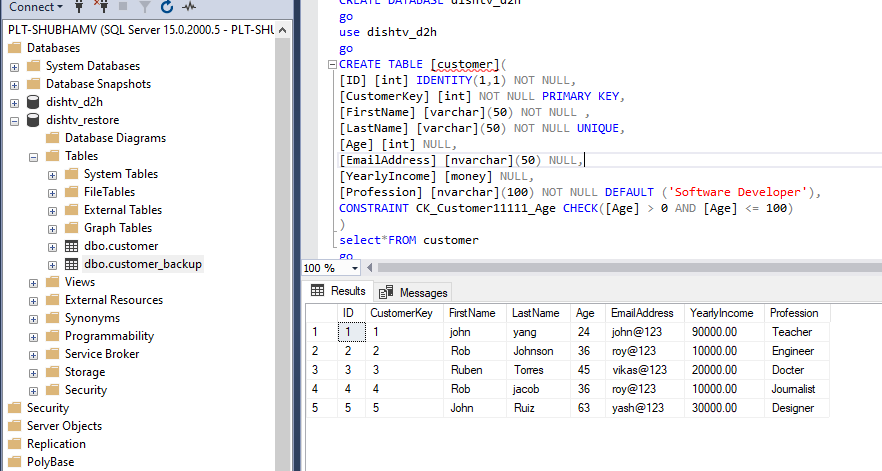 Connect
PLT-SHUBHAMV (SQL Server 15.0.2000.5 - PLT-SHU
Databases
System Databases
Database Snapshots
dishtv_d2h
dishtv_restore
Database Diagrams
Tables
System Tables
FileTables
External Tables
Graph Tables
dbo.customer
dbo.customer_backup
Views
External Resources
Synonyms
Programmability
Service Broker
Storage
Security
Security
Server Objects
Replication
PolyBase
CREATE DATABASE dishtv_d2h
go
use dishtv_d2h
go
CREATE TABLE [customer](
[ID] [int] IDENTITY(1,1) NOT NULL,
[CustomerKey] [int] NOT NULL PRIMARY KEY,
[FirstName] [varchar](50) NOT NULL ,
[LastName] [varchar](50) NOT NULL UNIQUE,
[Age] [int] NULL,
[EmailAddress] [nvarchar](50) NULL,
[YearlyIncome] [money] NULL,
[Profession] [nvarchar](100) NOT NULL DEFAULT ('Software Developer'),
CONSTRAINT CK_Customer11111_Age CHECK([Age] > 0 AND [Age] <= 100)
)
select*FROM customer
go
100 %
Results Messages
ID CustomerKey FirstName LastName Age EmailAddress YearlyIncome Profession
1 1 1 john yang 24 john@123 90000.00 Teacher
2 2 2 Rob Johnson 36 roy@123 10000.00 Engineer
3 3 3 Ruben Torres 45 vikas@123 20000.00 Docter
4 4 4 Rob jacob 36 roy@123 10000.00 Journalist
5 5 5 John Ruiz 63 yash@123 30000.00 Designer